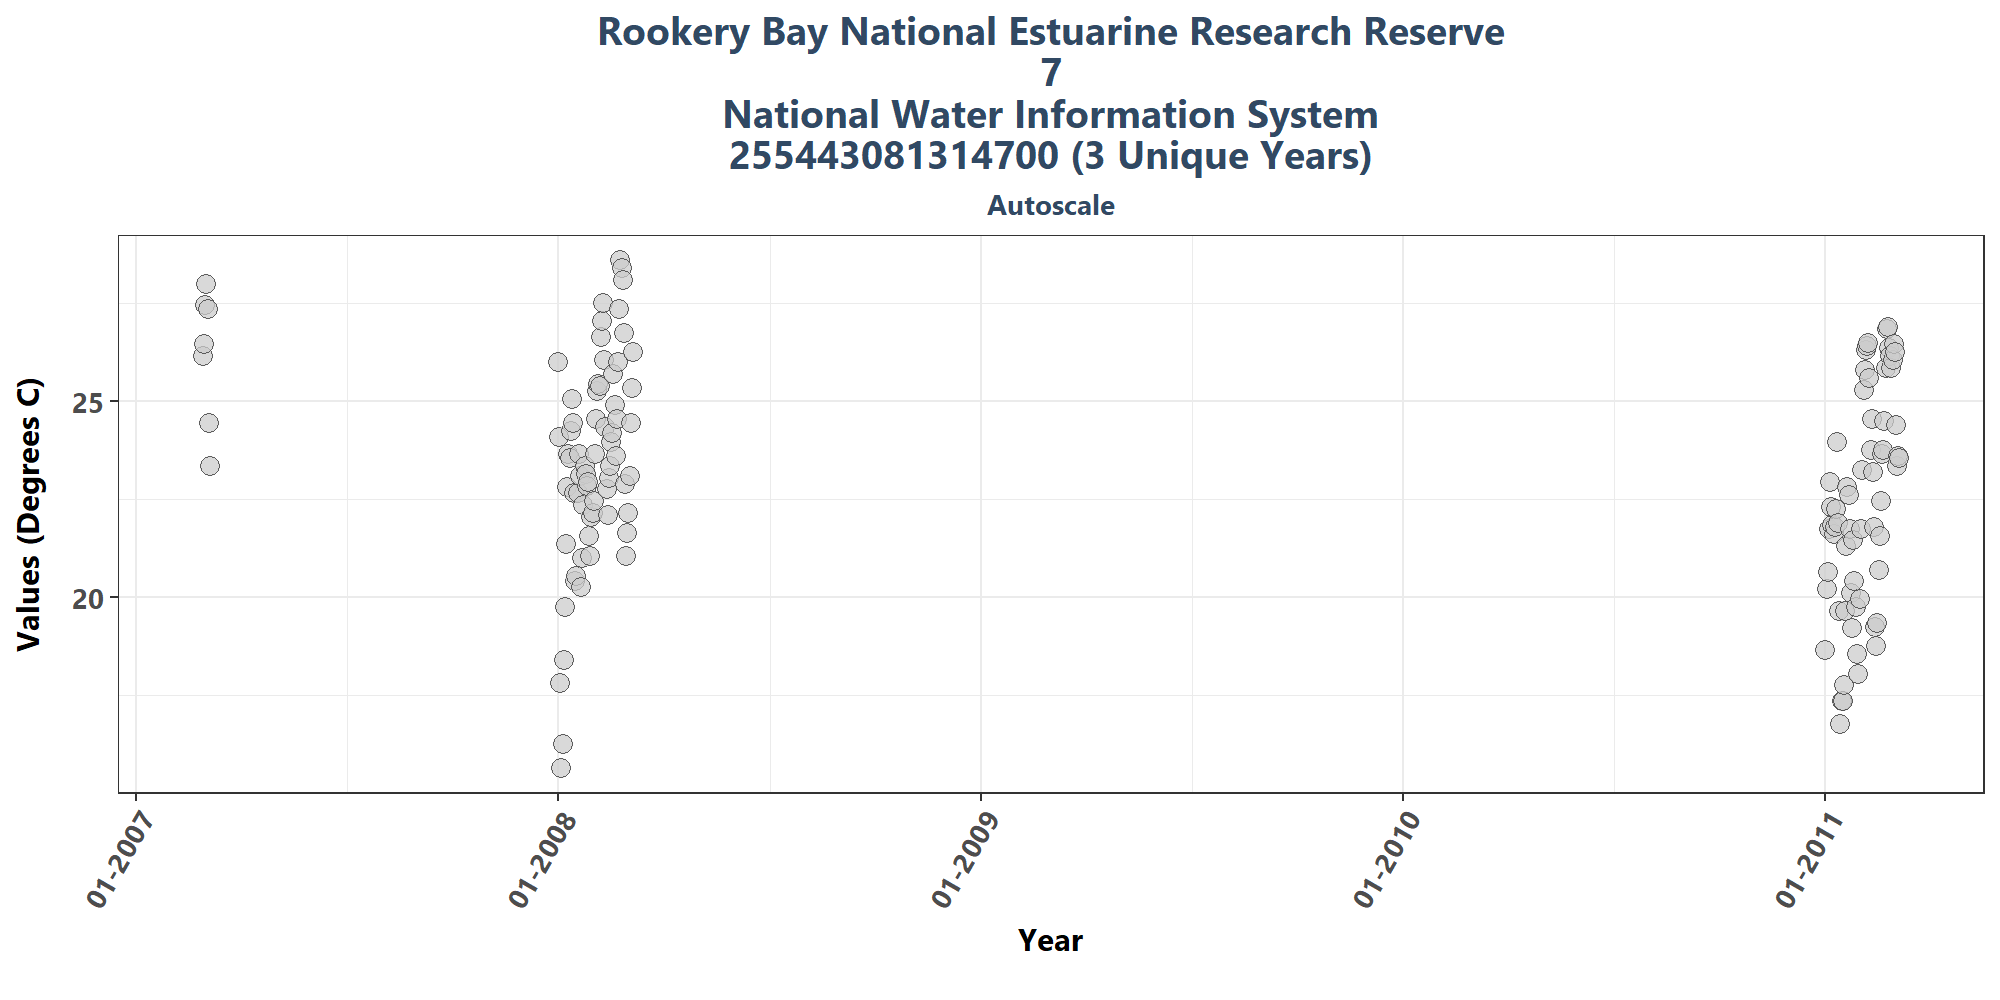 Rookery Bay National Estuarine Research Reserve
7
National Water Information System
255443081314700 (3 Unique Years)
Autoscale
Values (Degrees C)
25
20
01-2007
01-2008
01-2009
01-2010
01-2011
Year